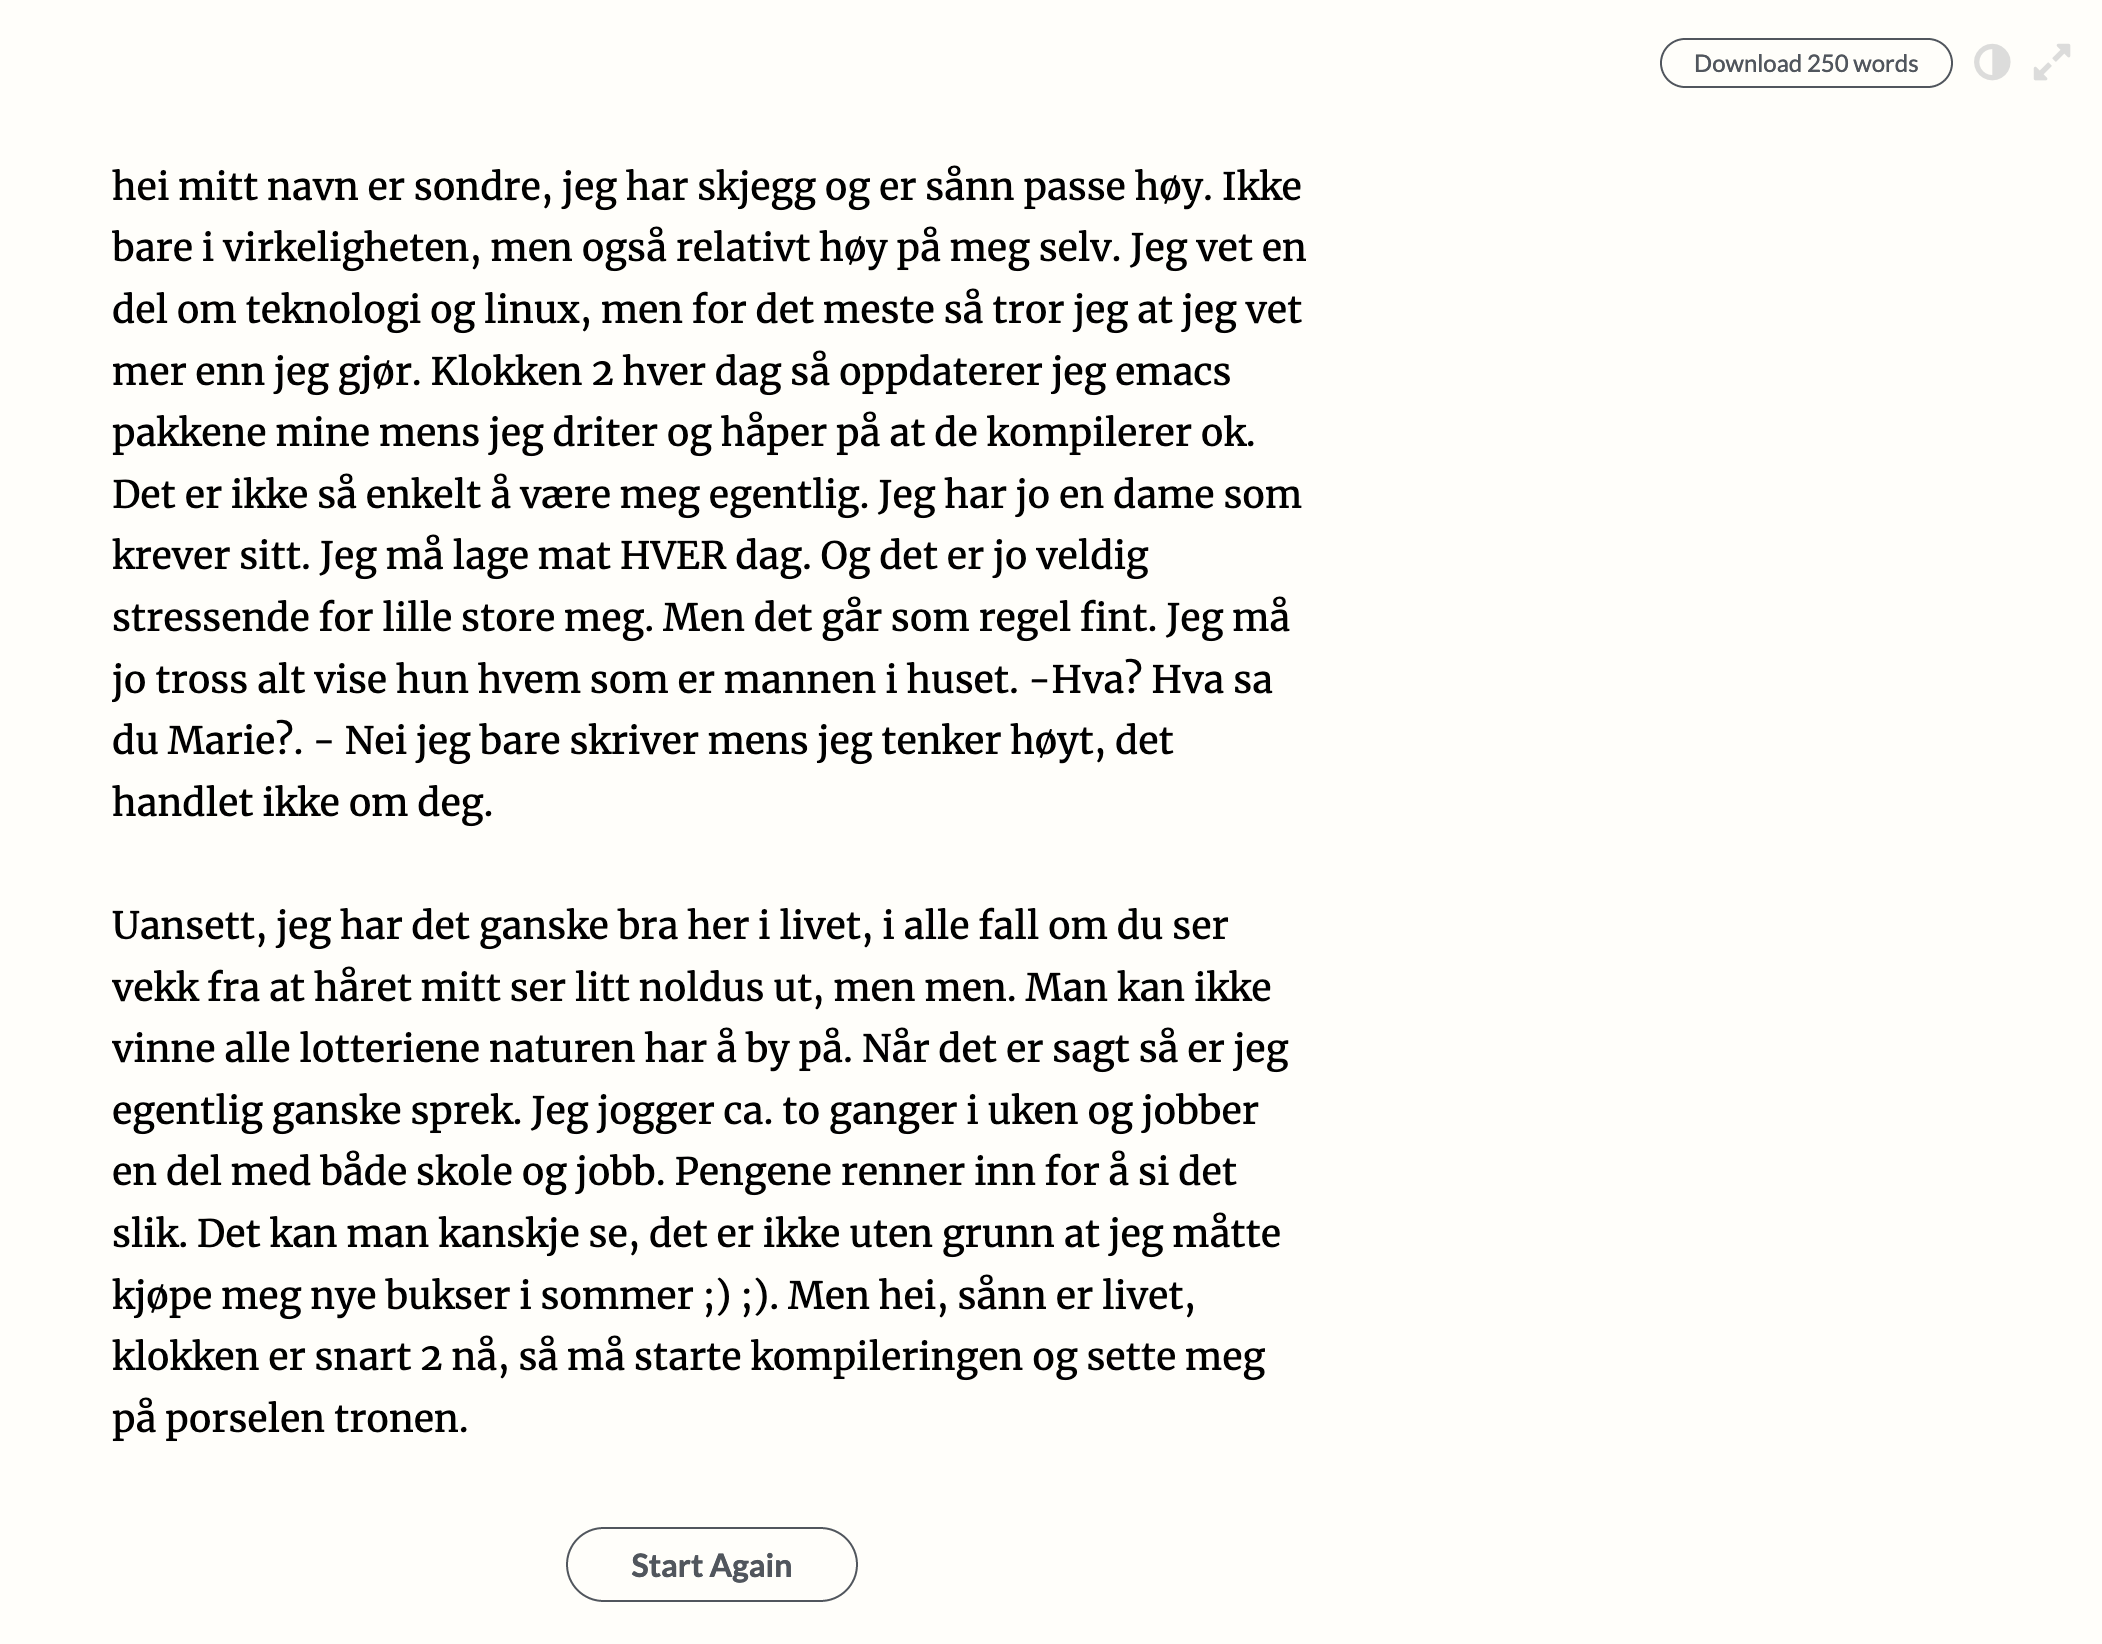 Download 250 words
hei mitt navn er sondre, jeg har skjegg og er sånn passe høy. Ikke
bare i virkeligheten, men også relativt høy på meg selv. Jeg vet en
del om teknologi og linux, men for det meste så tror jeg at jeg vet
mer enn jeg gjør. Klokken 2 hver dag så oppdaterer jeg emacs
pakkene mine mens jeg driter og håper på at de kompilerer ok.
Det er ikke så enkelt å være meg egentlig. Jeg har jo en dame som
krever sitt. Jeg må lage mat HVER dag. Og det er jo veldig
stressende for lille store meg. Men det går som regel fint. Jeg må
jo tross alt vise hun hvem som er mannen i huset. -Hva? Hva sa
du Marie?. - Nei jeg bare skriver mens jeg tenker høyt, det
handlet ikke om deg.
Uansett, jeg har det ganske bra her i livet, i alle fall om du ser
vekk fra at håret mitt ser litt noldus ut, men men. Man kan ikke
vinne alle lotteriene naturen har å by på. Når det er sagt så er jeg
egentlig ganske sprek. Jeg jogger ca. to ganger i uken og jobber
en del med både skole og jobb. Pengene renner inn for å si det
slik. Det kan man kanskje se, det er ikke uten grunn at jeg måtte
kjøpe meg nye bukser i sommer ;) ;). Men hei, sånn er livet,
klokken er snart 2 nå, så må starte kompileringen og sette meg
på porselen tronen.
Start Again